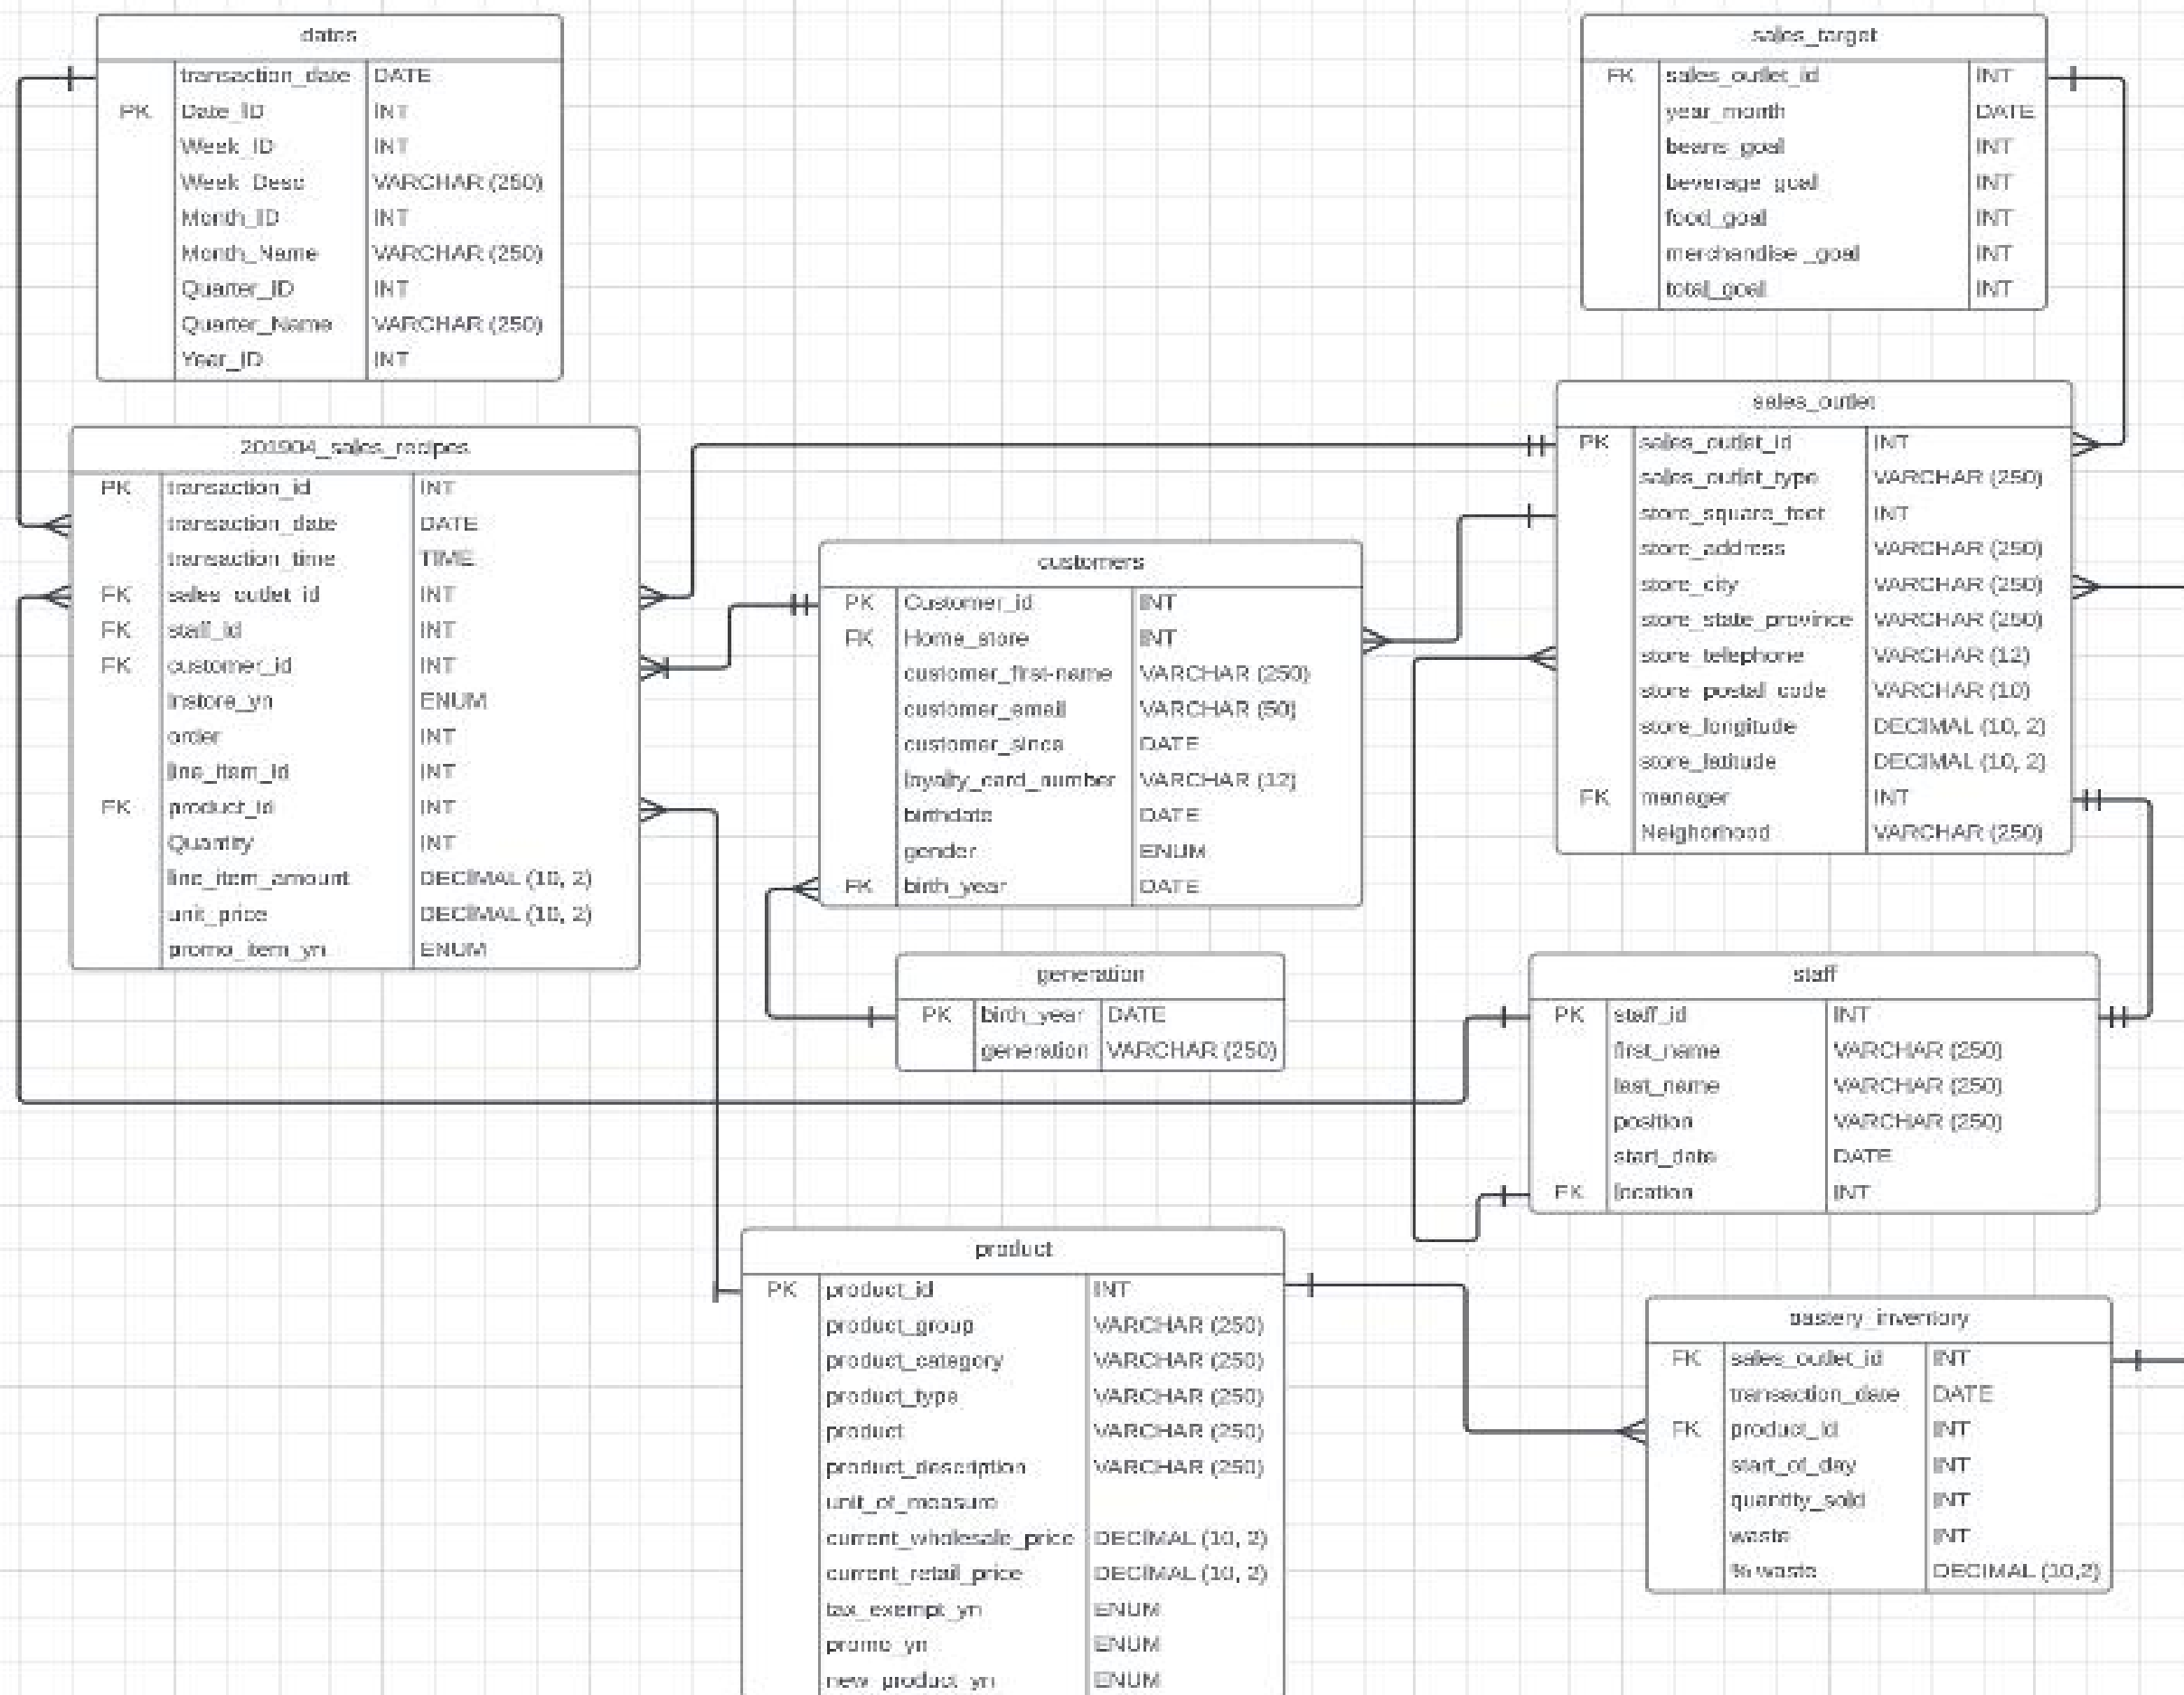 dates
transaction_date DATE
PK Date_ID INT
Week_ID INT
Week_Desc VARCHAR (250)
Month_ID INT
Month_Name VARCHAR (250)
Quarter_ID INT
Quarter_Name VARCHAR (250)
Year_ID INT
sales_target
FK sales_outlet_id INT
year_month DATE
beans_goal INT
beverage_goal INT
food_goal INT
merchandise _goal INT
total_goal INT
201904_sales_recipes
PK transaction_id INT
transaction_date DATE
transaction_time TIME
FK sales_outlet_id INT
FK staff_id INT
FK customer_id INT
instore_yn ENUM
order INT
line_item_id INT
FK product_id INT
Quantity INT
line_item_amount DECIMAL (10, 2)
unit_price DECIMAL (10, 2)
promo_item_yn ENUM
customers
PK Customer_id INT
FK Home_store INT
customer_first-name VARCHAR (250)
customer_email VARCHAR (50)
customer_since DATE
loyalty_card_number VARCHAR (12)
birthdate DATE
gender ENUM
FK birth_year DATE
sales_outlet
PK sales_outlet_id INT
sales_outlet_type VARCHAR (250)
store_square_feet INT
store_address VARCHAR (250)
store_city VARCHAR (250)
store_state_province VARCHAR (250)
store_telephone VARCHAR (12)
store_postal_code VARCHAR (10)
store_longitude DECIMAL (10, 2)
store_latitude DECIMAL (10, 2)
FK manager INT
Neighorhood VARCHAR (250)
generation
PK birth_year DATE
generation VARCHAR (250)
staff
PK staff_id INT
first_name VARCHAR (250)
last_name VARCHAR (250)
position VARCHAR (250)
start_date DATE
FK location INT
product
PK product_id INT
product_group VARCHAR (250)
product_category VARCHAR (250)
product_type VARCHAR (250)
product VARCHAR (250)
product_description VARCHAR (250)
unit_of_measure
current_wholesale_price DECIMAL (10, 2)
current_retail_price DECIMAL (10, 2)
tax_exempt_yn ENUM
promo_yn ENUM
new_product_yn ENUM
pastery_inventory
FK sales_outlet_id INT
transaction_date DATE
FK product_id INT
start_of_day INT
quantity_sold INT
waste INT
% waste DECIMAL (10,2)